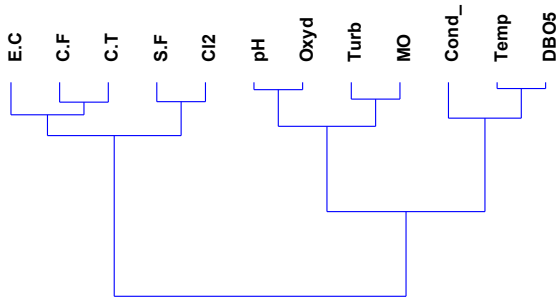 E.C
C.F
C.T
S.F
Cl2
pH
Oxyd
Turb
MO
Cond_
Temp
DBO5